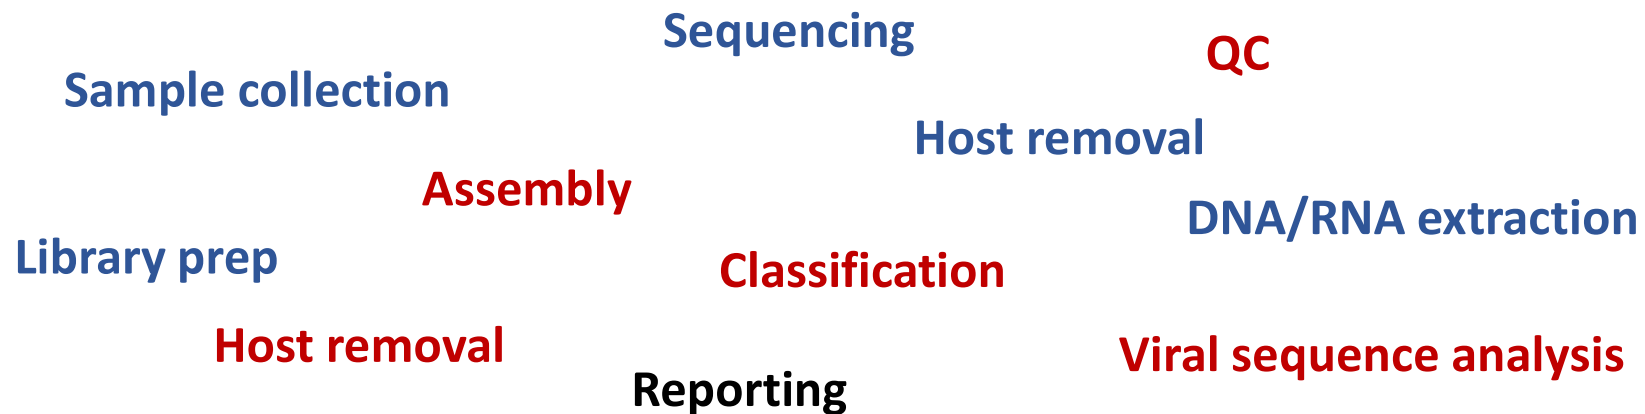 Sequencing
QC
Sample collection
Host removal
Assembly
DNA/RNA extraction
Library prep
Classification
Host removal
Viral sequence analysis
Reporting